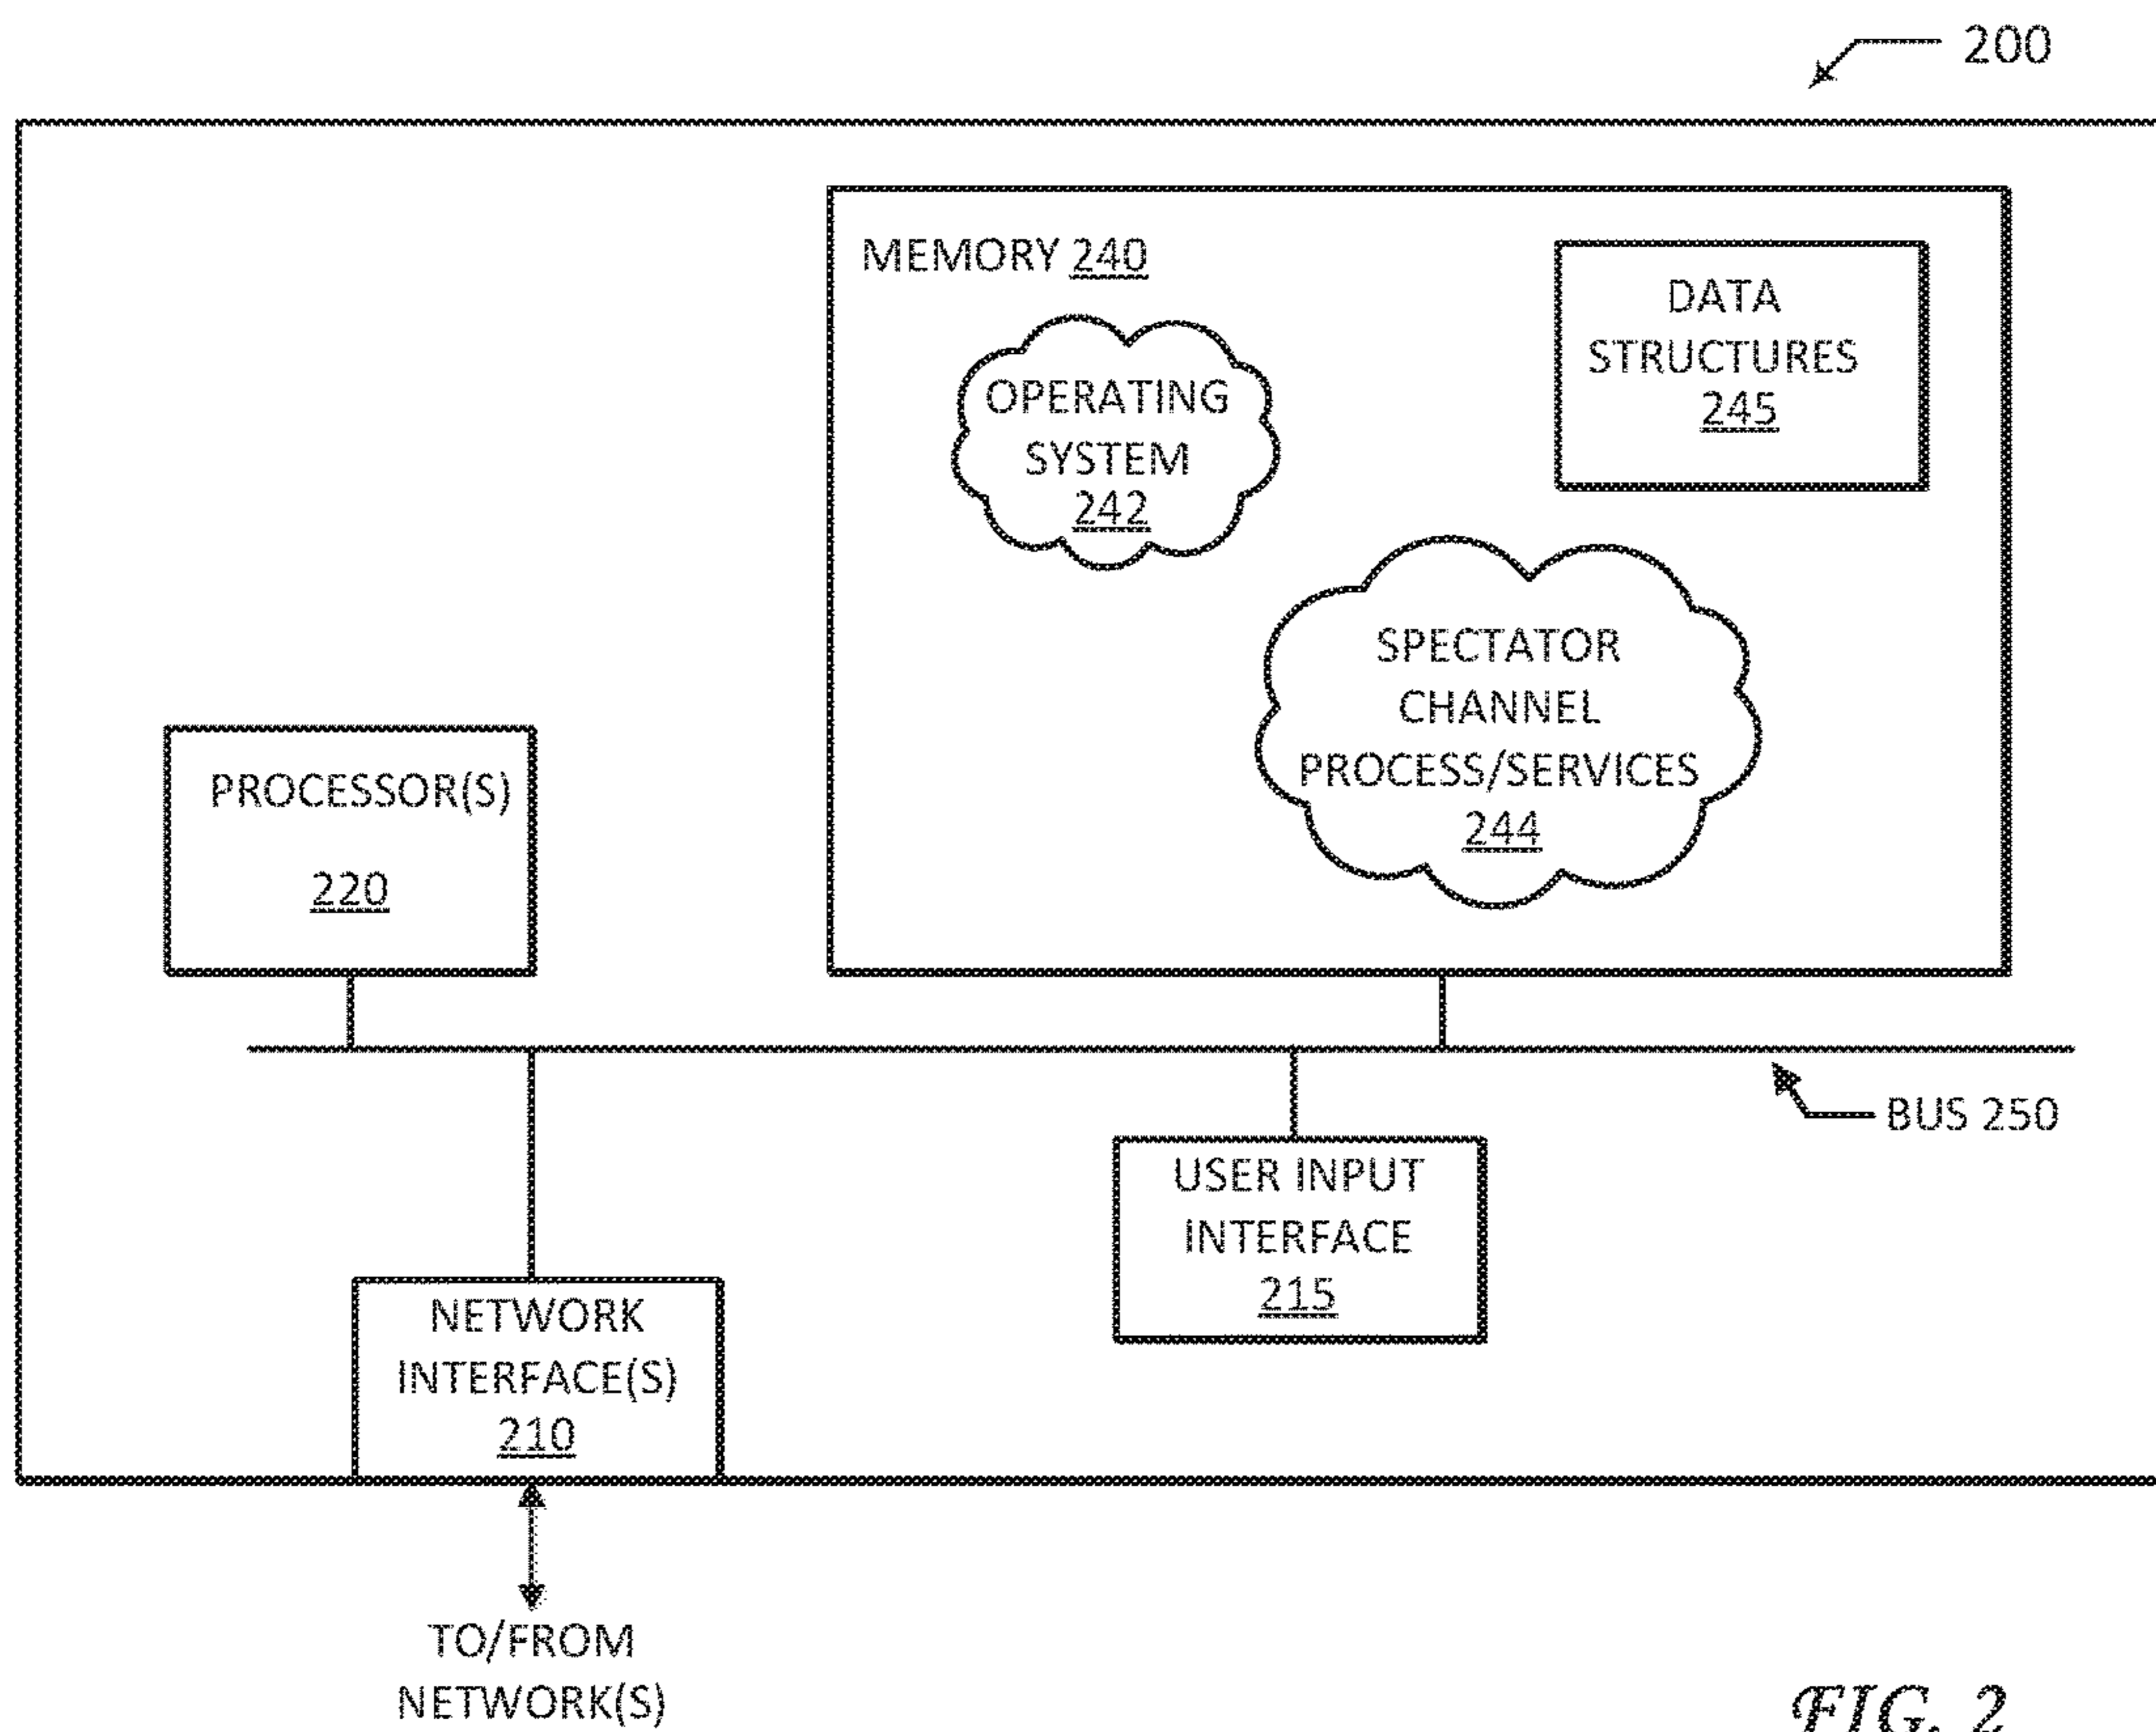 200
MEMORY 240
DATA
STRUCTURES
245
OPERATING
SYSTEM
242
SPECTATOR
CHANNEL
PROCESS/SERVICES
244
PROCESSOR(S)
220
BUS 250
USER INPUT
INTERFACE
215
NETWORK
INTERFACE(S)
210
TO/FROM
NETWORK(S)
FIG. 2